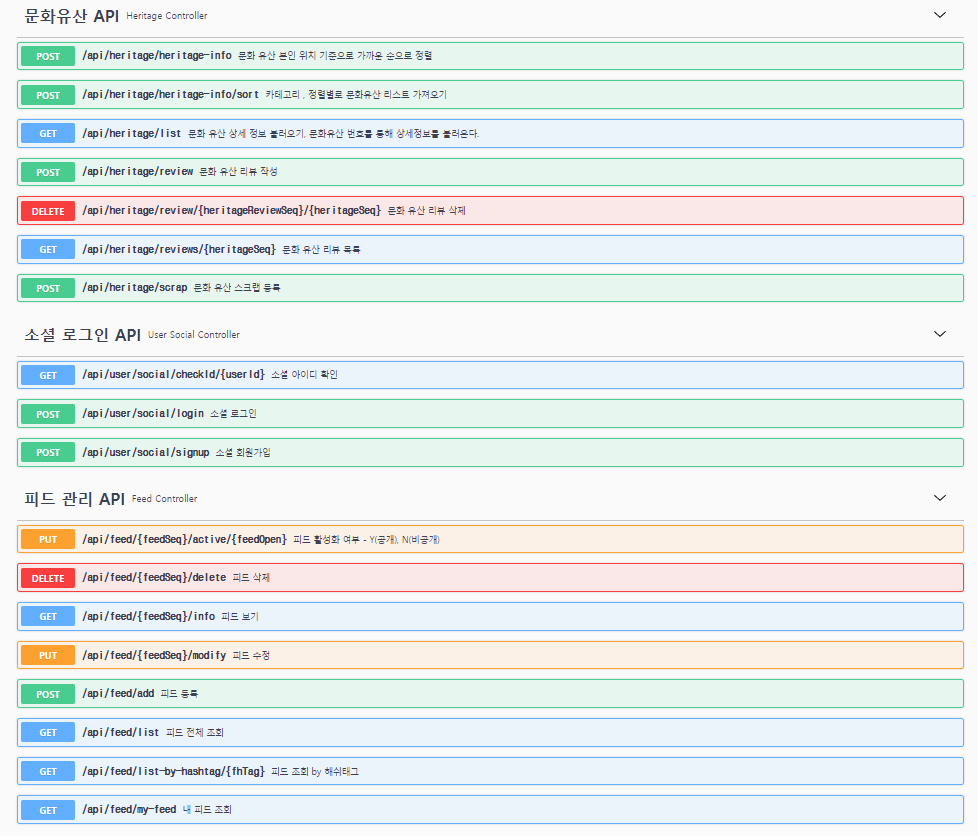 문화유산 API Heritage Controller
POST /api/heritage/heritage-info 문화 유산 본인 위치 기준으로 가까운 순으로 정렬
POST /api/heritage/heritage-info/sort 카테고리 , 정렬별로 문화유산 리스트 가져오기
GET /api/heritage/list 문화 유산 상세 정보 불러오기, 문화유산 번호를 통해 상세정보를 불러온다.
POST /api/heritage/review 문화 유산 리뷰 작성
DELETE /api/heritage/review/{heritageReviewSeq}/{heritageSeq} 문화 유산 리뷰 삭제
GET /api/heritage/reviews/{heritageSeq} 문화 유산 리뷰 목록
POST /api/heritage/scrap 문화 유산 스크랩 등록
소셜 로그인 API User Social Controller
GET /api/user/social/checkId/{userId} 소셜 아이디 확인
POST /api/user/social/login 소셜 로그인
POST /api/user/social/signup 소셜 회원가입
피드 관리 API Feed Controller
PUT /api/feed/{feedSeq}/active/{feedOpen} 피드 활성화 여부 - Y(공개), N(비공개)
DELETE /api/feed/{feedSeq}/delete 피드 삭제
GET /api/feed/{feedSeq}/info 피드 보기
PUT /api/feed/{feedSeq}/modify 피드 수정
POST /api/feed/add 피드 등록
GET /api/feed/list 피드 전체 조회
GET /api/feed/list-by-hashtag/{fhTag} 피드 조회 by 해쉬태그
GET /api/feed/my-feed 내 피드 조회